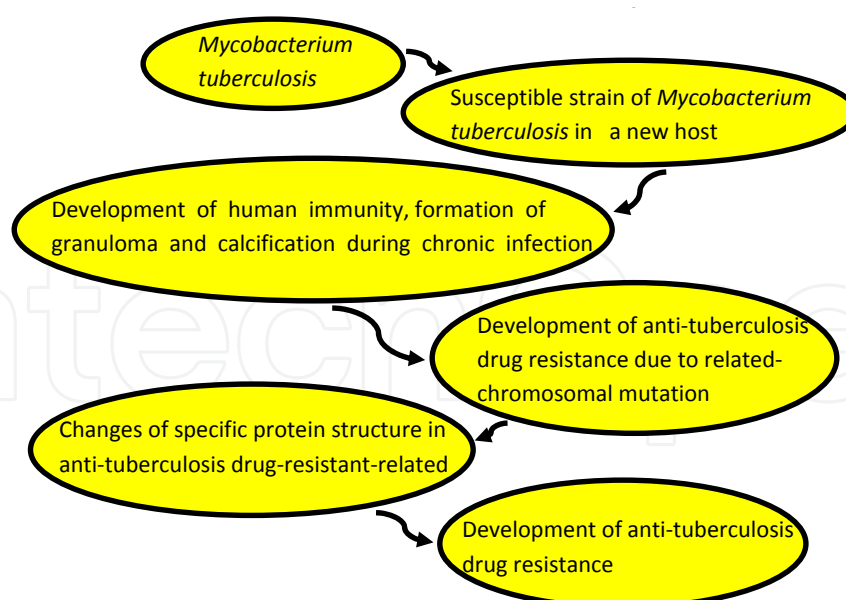 Mycobacterium
tuberculosis
Susceptible strain of Mycobacterium
tuberculosis in a new host
Development of human immunity, formation of
granuloma and calcification during chronic infection
Development of anti-tuberculosis
drug resistance due to related-
chromosomal mutation
Changes of specific protein structure in
anti-tuberculosis drug-resistant-related
Development of anti-tuberculosis
drug resistance